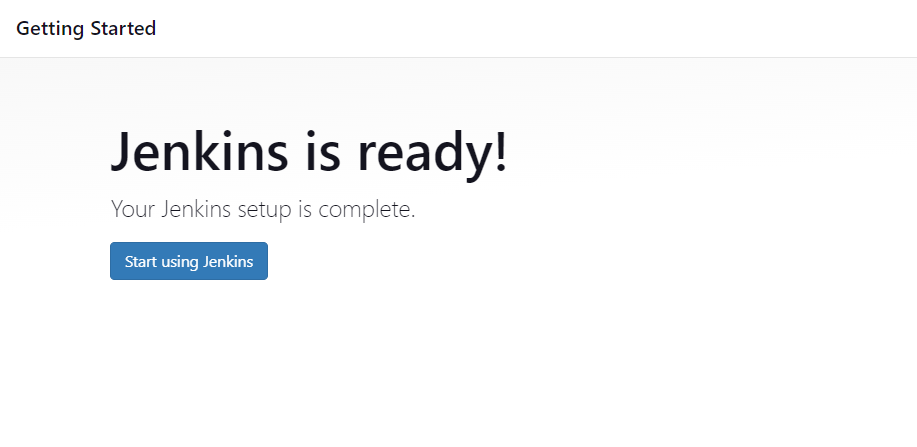 Getting Started
Jenkins is ready!
Your Jenkins setup is complete.
Start using Jenkins